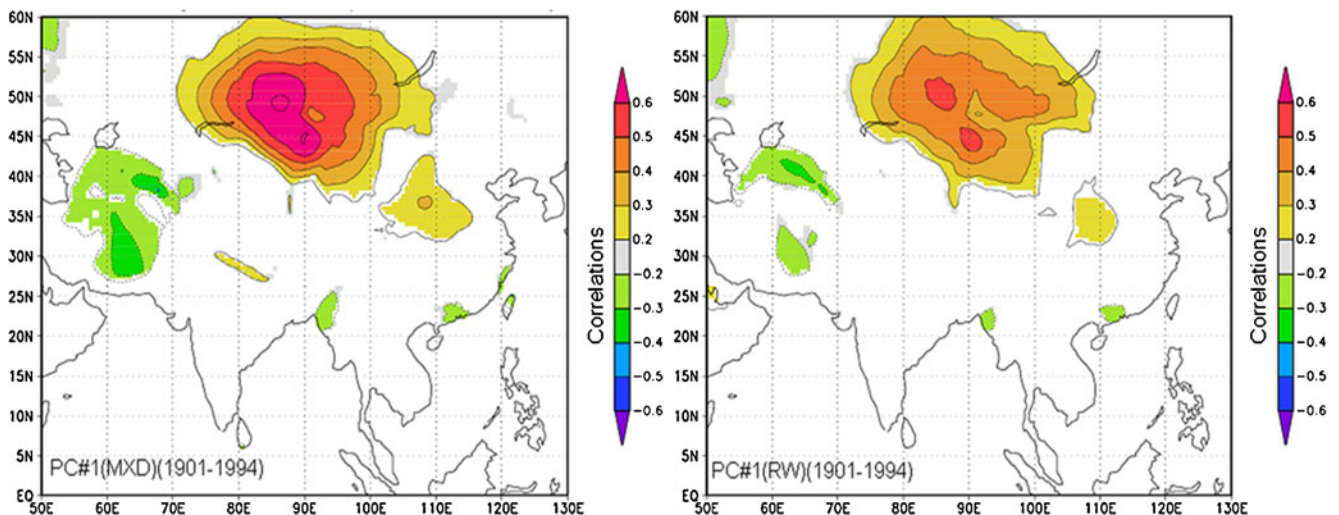 60N
55N
50N
45N
40N
35N
30N
25N
20N
15N
10N
5N
EQ
50E 60E 70E 80E 90E 100E 110E 120E 130E
PC#1(MXD)(1901-1994)
Correlations
0.6
0.5
0.4
0.3
0.2
-0.2
-0.3
-0.4
-0.5
-0.6
60N
55N
50N
45N
40N
35N
30N
25N
20N
15N
10N
5N
EQ
50E 60E 70E 80E 90E 100E 110E 120E 130E
PC#1(RW)(1901-1994)
Correlations
0.6
0.5
0.4
0.3
0.2
-0.2
-0.3
-0.4
-0.5
-0.6